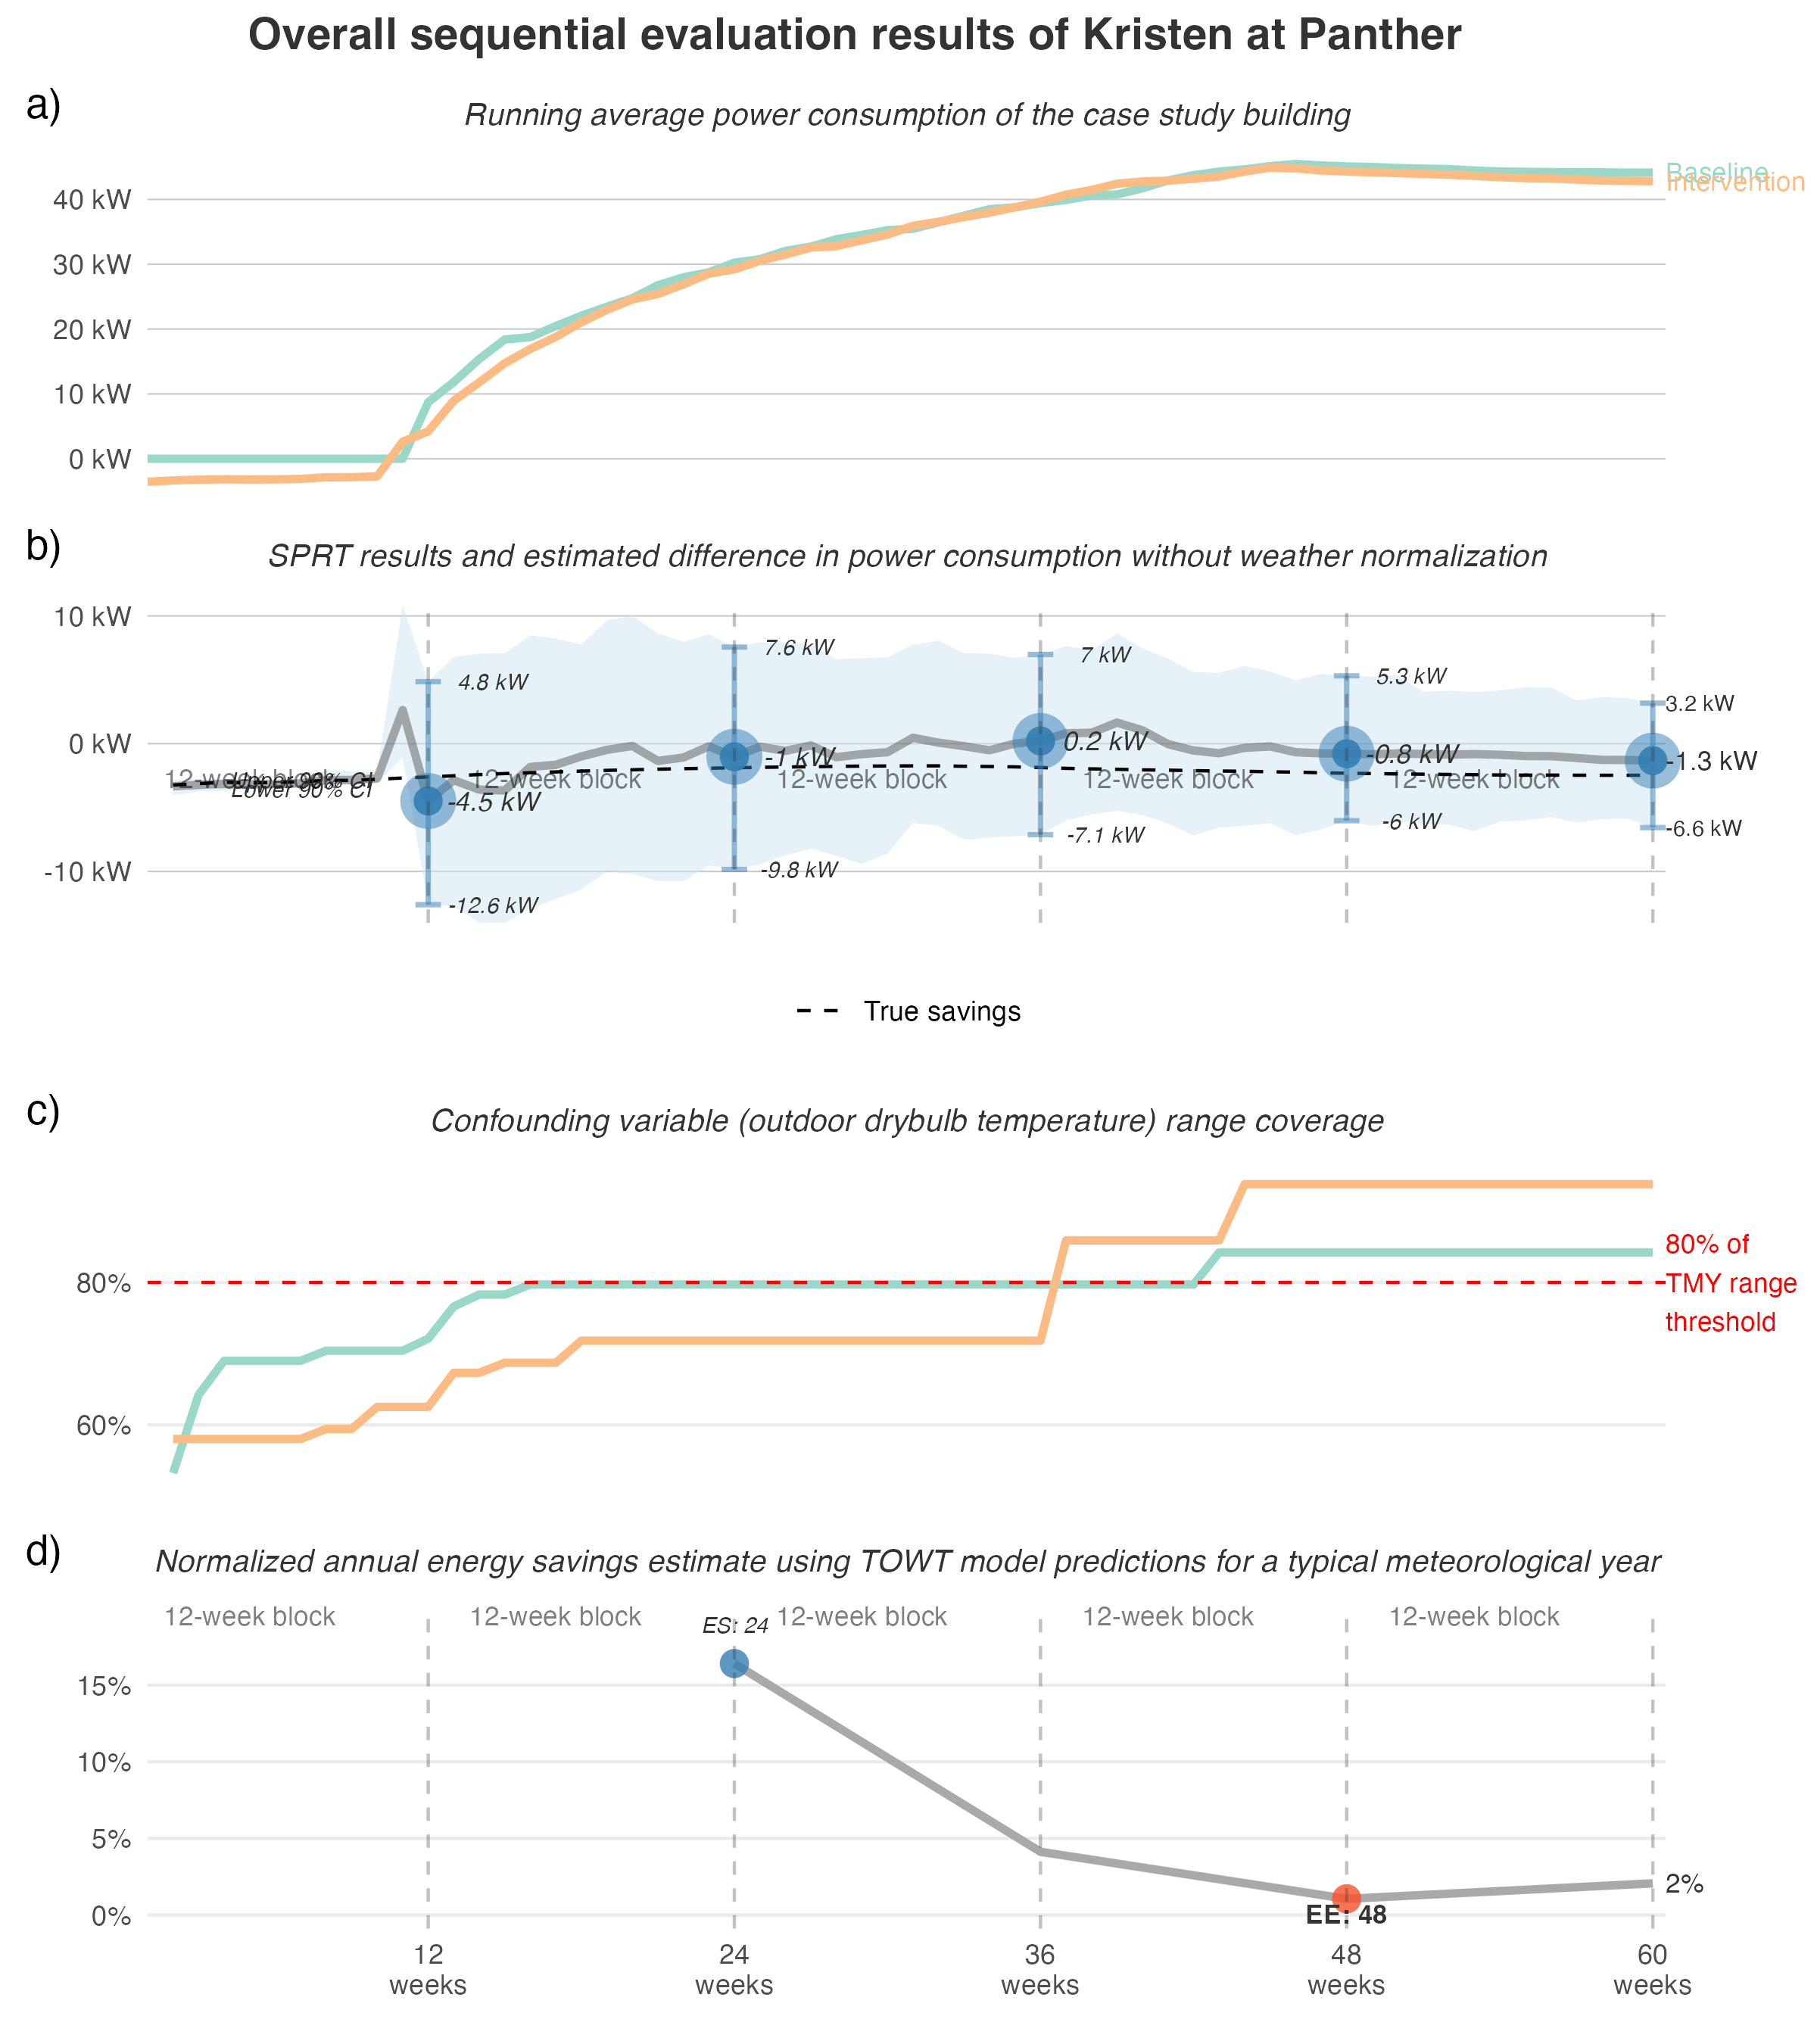 Overall sequential evaluation results of Kristen at Panther
a)
Running average power consumption of the case study building
40 kW
30 kW
20 kW
10 kW
0 kW
Baseline
Intervention
b)
SPRT results and estimated difference in power consumption without weather normalization
10 kW
0 kW
-10 kW
12-week block
12-week block
12-week block
12-week block
12-week block
Upper 90% CI
Lower 90% CI
4.8 kW
-4.5 kW
-12.6 kW
7.6 kW
-1 kW
-9.8 kW
7 kW
0.2 kW
-7.1 kW
5.3 kW
-0.8 kW
-6 kW
3.2 kW
-1.3 kW
-6.6 kW
True savings
c)
Confounding variable (outdoor drybulb temperature) range coverage
80%
60%
80% of
TMY range
threshold
d)
Normalized annual energy savings estimate using TOWT model predictions for a typical meteorological year
12-week block
12-week block
12-week block
12-week block
12-week block
ES: 24
15%
10%
5%
0%
EE: 48
2%
12
weeks
24
weeks
36
weeks
48
weeks
60
weeks